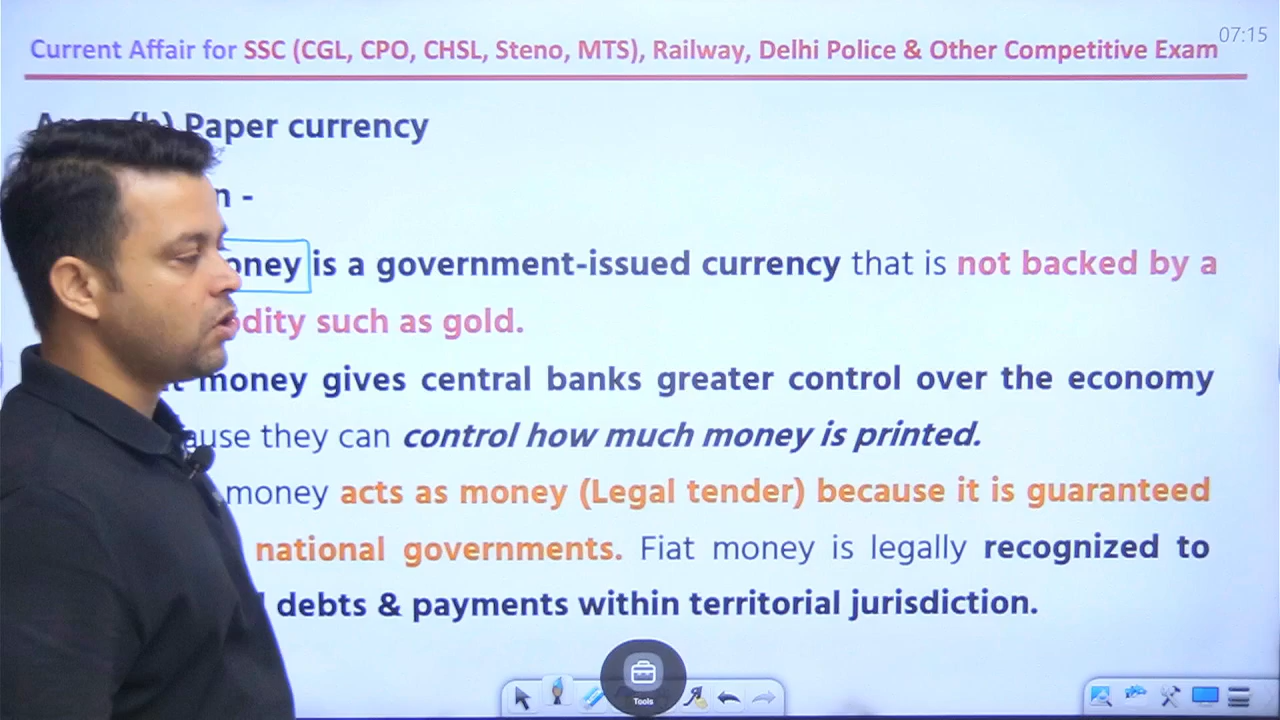 07:15
Current Affair for SSC (CGL, CPO, CHSL, Steno, MTS), Railway, Delhi Police & Other Competitive Exam
(b) Paper currency
-
is a government-issued currency that is not backed by a
such as gold.
money gives central banks greater control over the economy
they can control how much money is printed.
money acts as money (Legal tender) because it is guaranteed
national governments. Fiat money is legally recognized to
debts & payments within territorial jurisdiction.
Tools